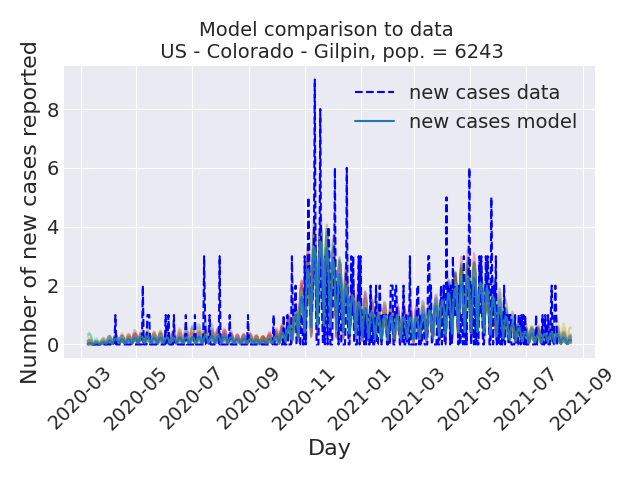 Model comparison to data
US - Colorado - Gilpin, pop. = 6243
new cases data
new cases model
Number of new cases reported
8
6
4
2
0
2020-03
2020-05
2020-07
2020-09
2020-11
2021-01
2021-03
2021-05
2021-07
2021-09
Day